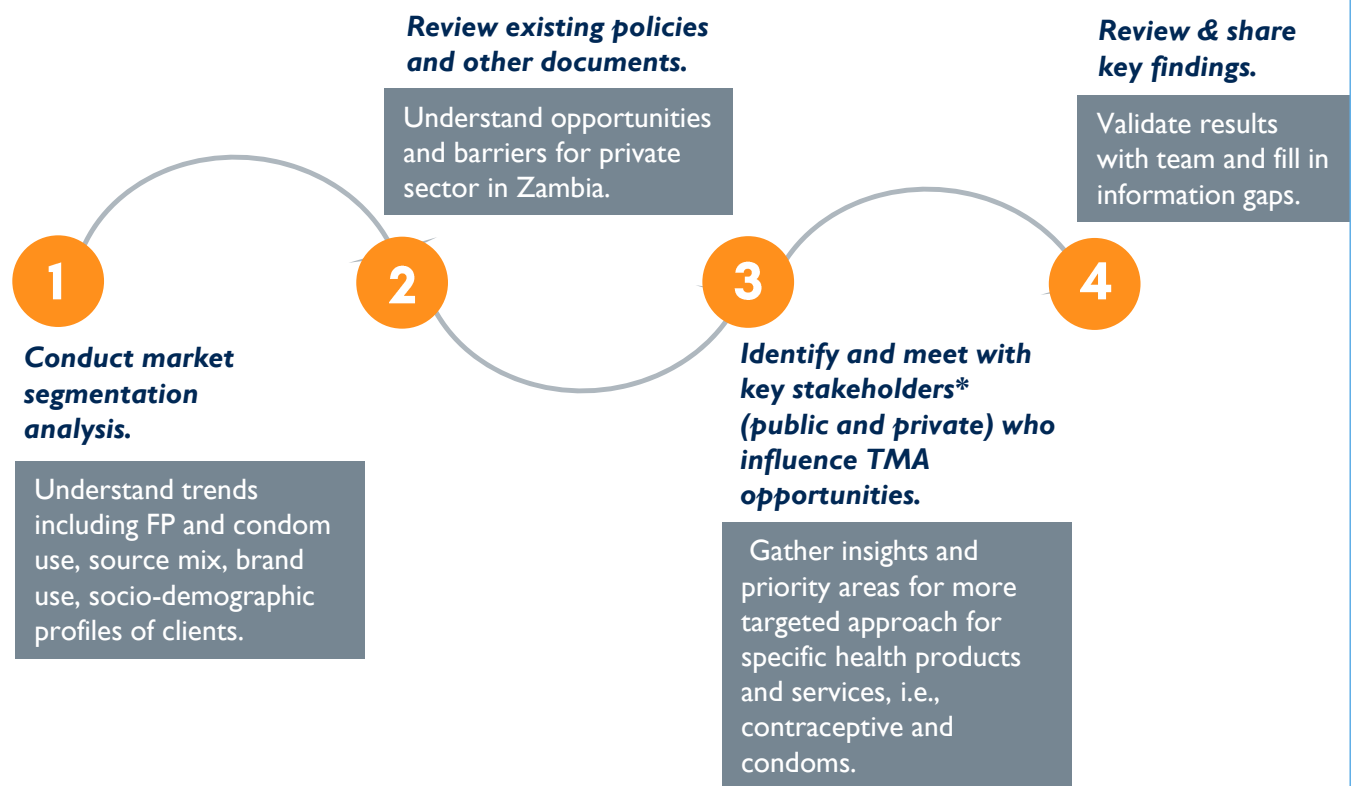 1
Conduct market
segmentation
analysis.
Understand trends
including FP and condom
use, source mix, brand
use, socio-demographic
profiles of clients.
Review existing policies
and other documents.
Understand opportunities
and barriers for private
sector in Zambia.
2
3
Identify and meet with
key stakeholders*
(public and private) who
influence TMA
opportunities.
Gather insights and
priority areas for more
targeted approach for
specific health products
and services, i.e.,
contraceptive and
condoms.
Review & share
key findings.
Validate results
with team and fill in
information gaps.
4